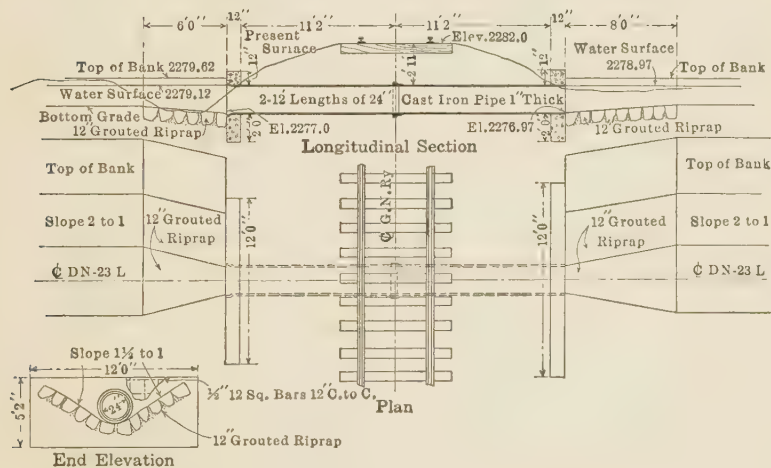 6'0" 12" 11'2" 11'2" 12" 8'0"
Present Surface
Elev. 2282.0
Water Surface
Top of Bank 2279.62
12"
2'11"
12"
2278.97 Top of Bank
Water Surface 2279.12
2-12' Lengths of 24" Cast Iron Pipe 1" Thick
Bottom Grade
12" Grouted Riprap
2'0"
El.2277.0
El.2276.97
2'0"
12" Grouted Riprap
Longitudinal Section
Top of Bank
Top of Bank
Slope 2 to 1
12" Grouted Riprap
12'0"
℄ G.N.Ry
12'0"
12" Grouted Riprap
Slope 2 to 1
℄ DN-23 L
℄ DN-23 L
Slope 1½ to 1
12'0"
½" 12 Sq. Bars 12" C. to C.
Plan
5'2"
24"
12" Grouted Riprap
End Elevation